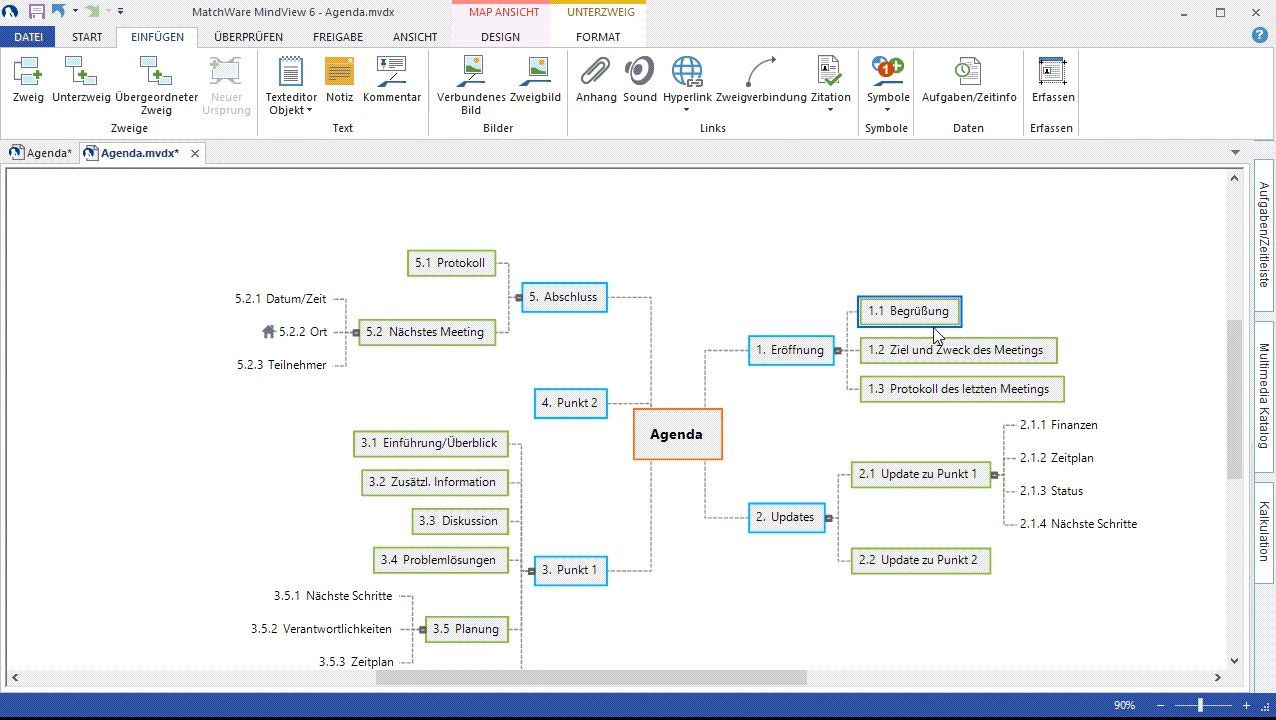 MatchWare MindView 6 - Agenda.mvdx
MAP ANSICHT
UNTERZWEIG
DATEI START EINFÜGEN ÜBERPRÜFEN FREIGABE ANSICHT DESIGN FORMAT
Zweig
Unterzweig
Übergeordneter
Zweig
Neuer
Ursprung
Zweige
Texteditor
Objekt
Notiz
Kommentar
Text
Verbundenes
Bild
Zweigbild
Bilder
Anhang
Sound
Hyperlink
Zweigverbindung
Zitation
Links
Symbole
Symbole
Aufgaben/Zeitinfo
Daten
Erfassen
Erfassen
Agenda*
Agenda.mvdx*
Aufgaben/Zeitleiste
Multimedia Katalog
Kalkulation
Agenda
1. Eröffnung
1.1 Begrüßung
1.2 Ziel und Zweck des Meetings
1.3 Protokoll des letzten Meetings
2. Updates
2.1 Update zu Punkt 1
2.1.1 Finanzen
2.1.2 Zeitplan
2.1.3 Status
2.1.4 Nächste Schritte
2.2 Update zu Punkt 2
3. Punkt 1
3.1 Einführung/Überblick
3.2 Zusätzl. Information
3.3 Diskussion
3.4 Problemlösungen
3.5 Planung
3.5.1 Nächste Schritte
3.5.2 Verantwortlichkeiten
3.5.3 Zeitplan
4. Punkt 2
5. Abschluss
5.1 Protokoll
5.2 Nächstes Meeting
5.2.1 Datum/Zeit
5.2.2 Ort
5.2.3 Teilnehmer
90%